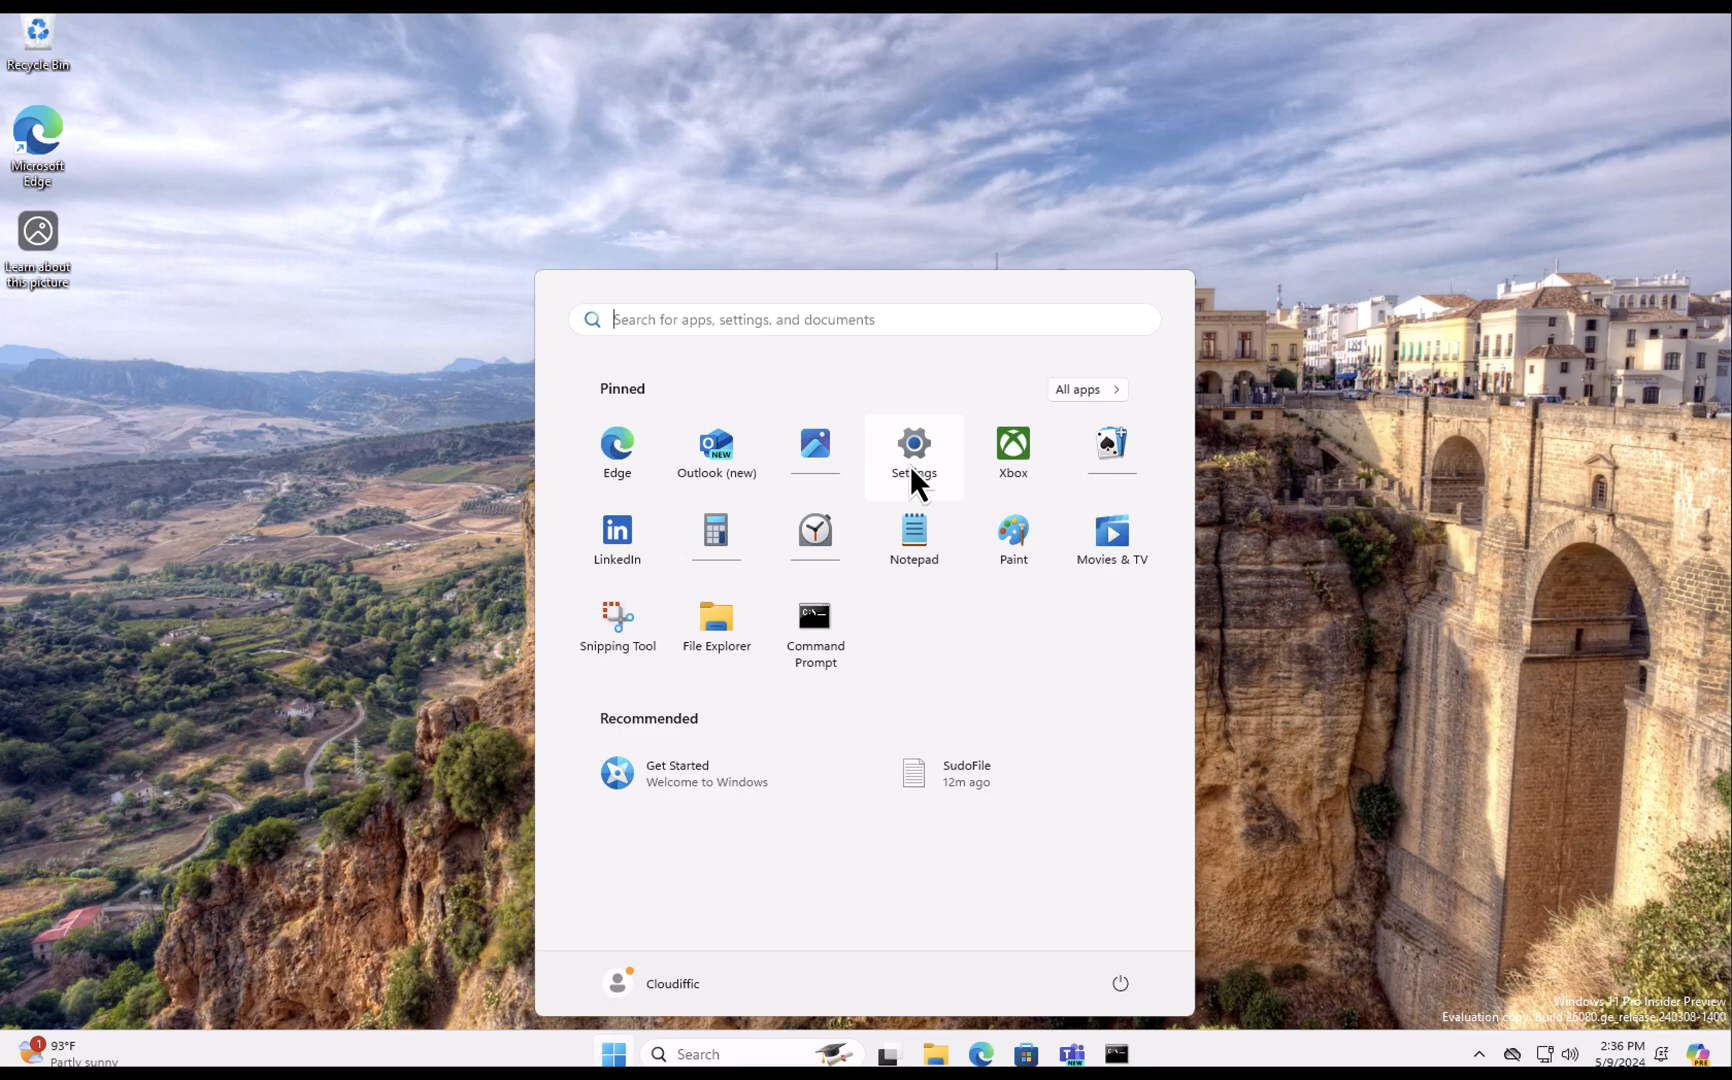 Recycle Bin
Microsoft
Edge
Learn about
this picture
Search for apps, settings, and documents
Pinned
All apps
Edge
Outlook (new)
Settings
Xbox
LinkedIn
Notepad
Paint
Movies & TV
Snipping Tool
File Explorer
Command
Prompt
Recommended
Get Started
Welcome to Windows
SudoFile
12m ago
Cloudiffic
Windows 11 Pro Insider Preview
Evaluation copy. Build 26080.ge_release.240308-1400
1
93°F
Partly sunny
Search
NEW
2:36 PM
5/9/2024
PRE